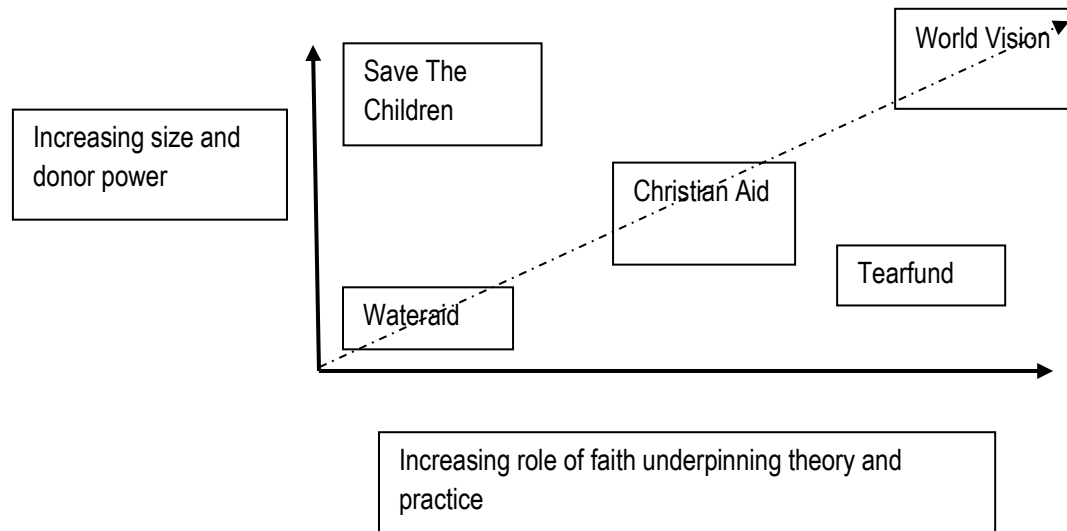 World Vision
Save The
Children
Increasing size and
donor power
Christian Aid
Tearfund
Wateraid
Increasing role of faith underpinning theory and
practice